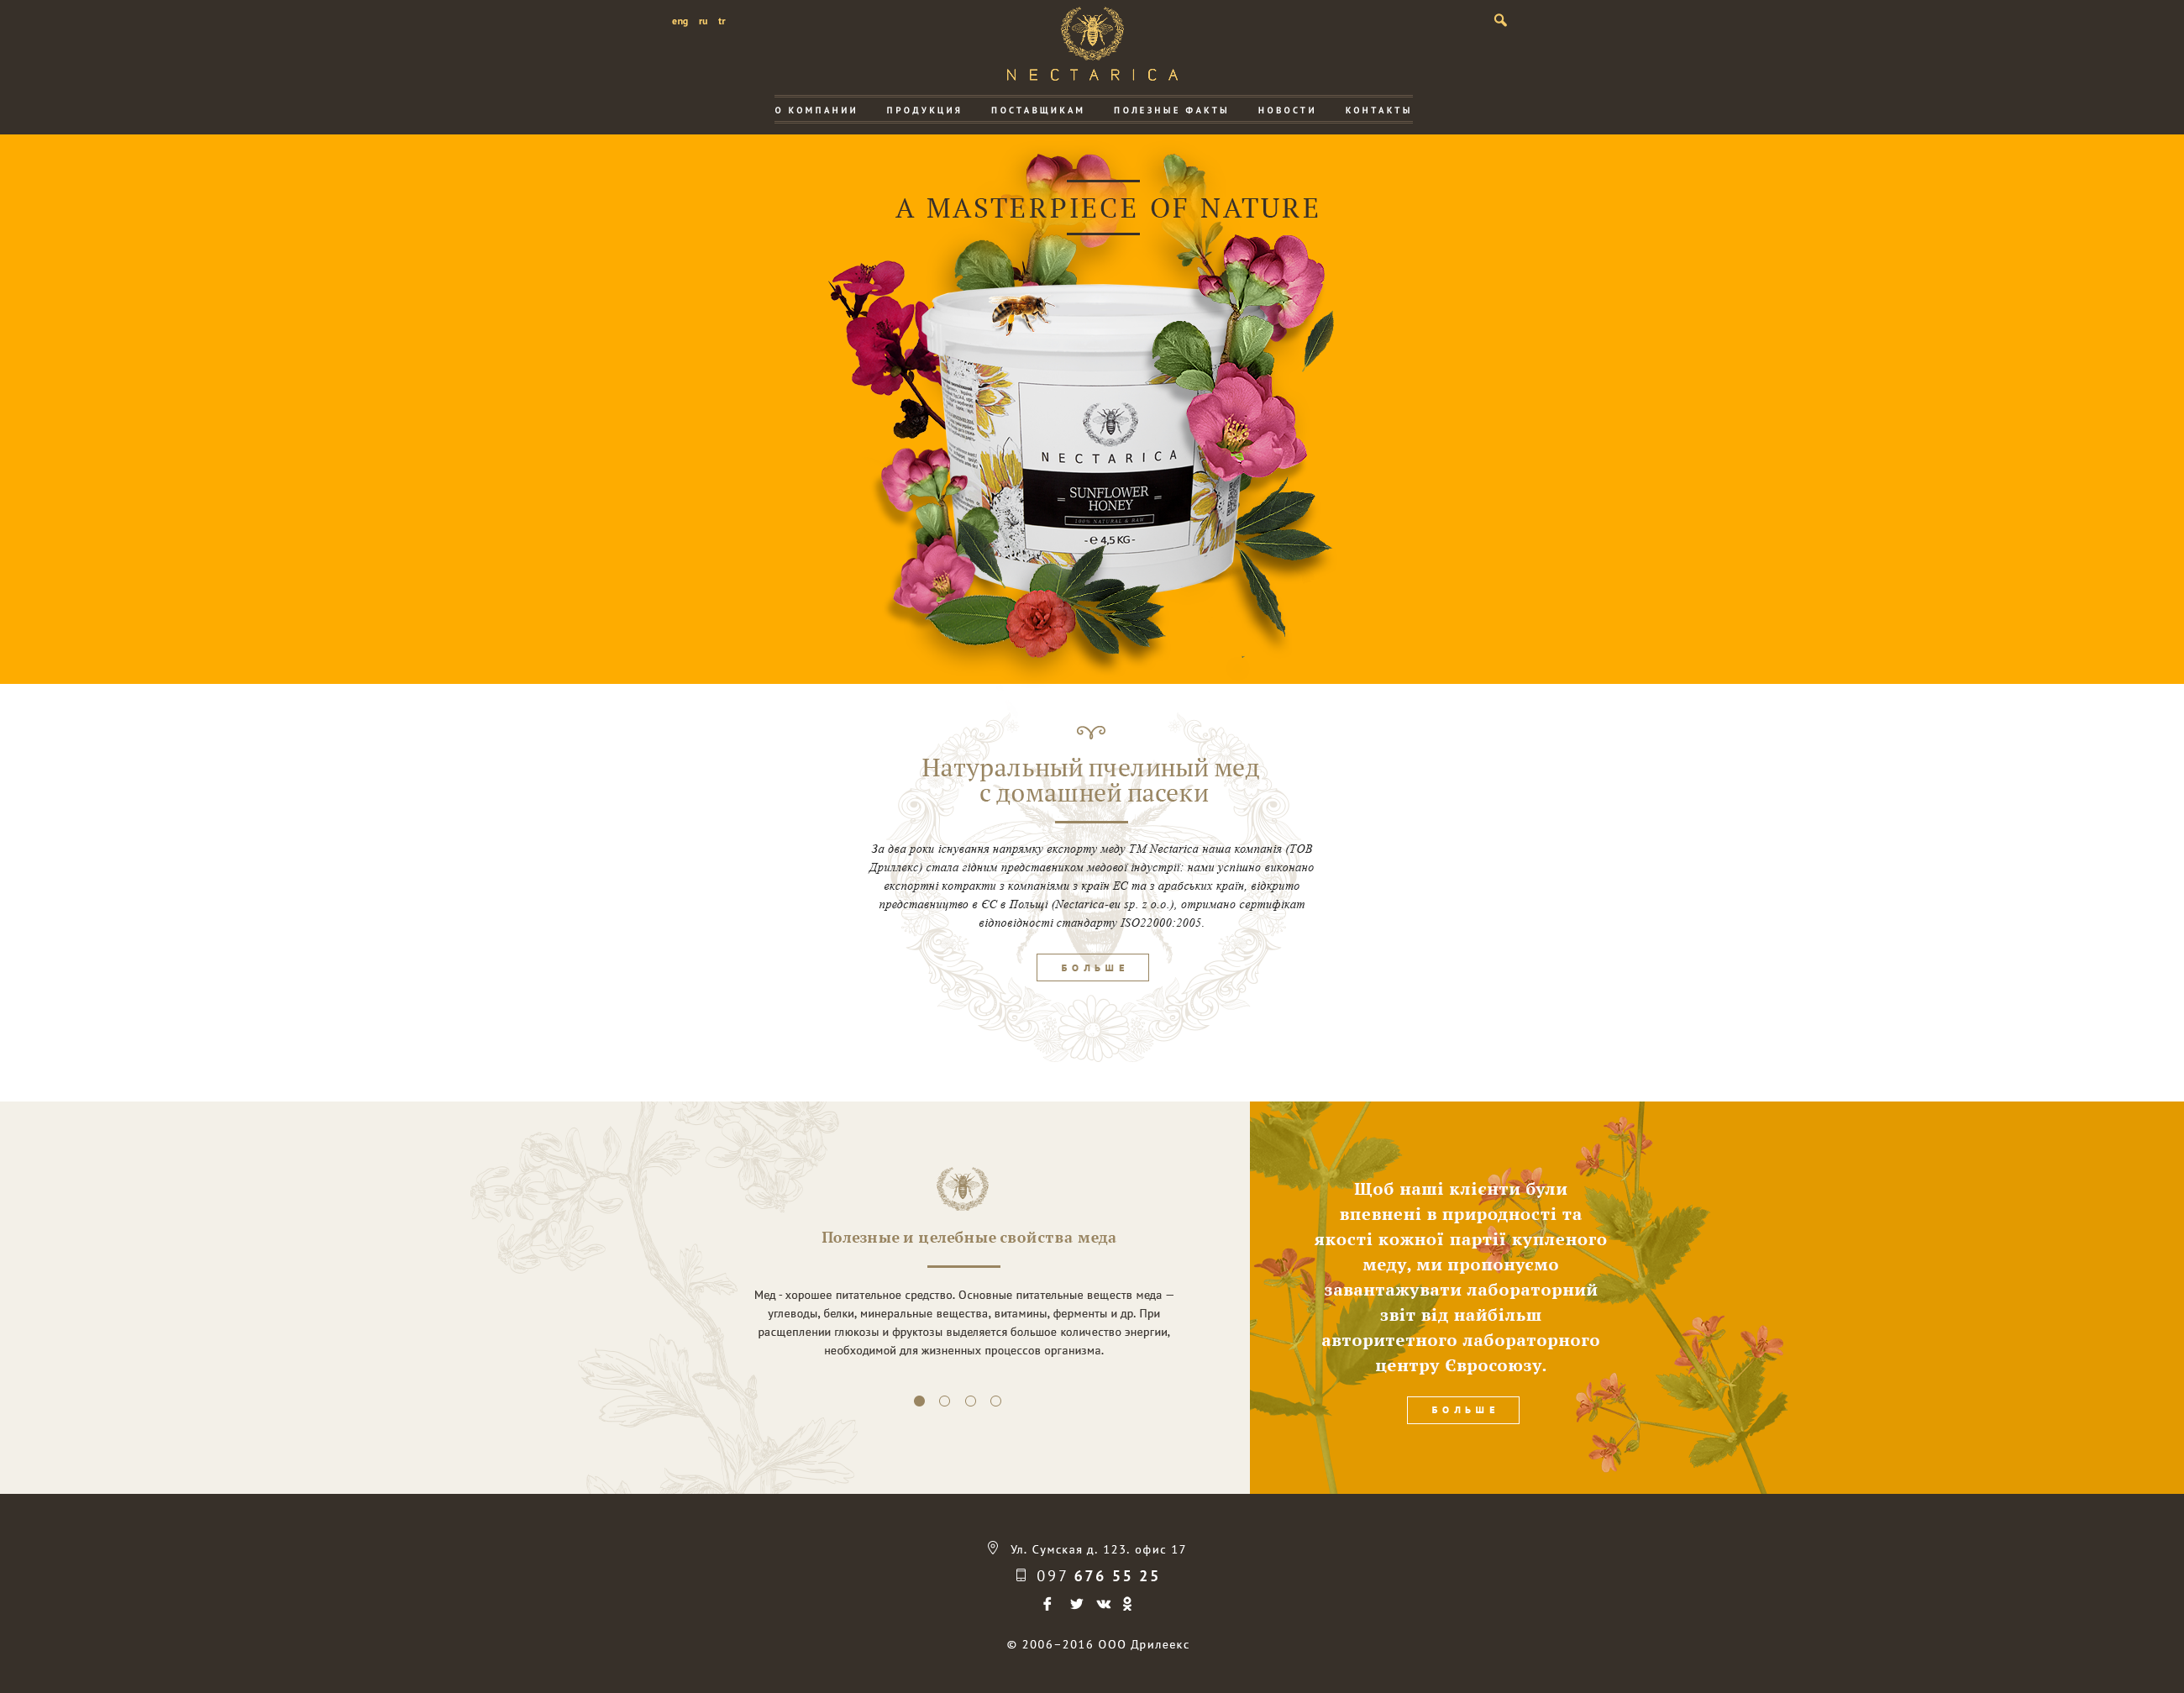 eng ru tr
NECTARICA
О КОМПАНИИ ПРОДУКЦИЯ ПОСТАВЩИКАМ ПОЛЕЗНЫЕ ФАКТЫ НОВОСТИ КОНТАКТЫ
A MASTERPIECE OF NATURE
NECTARICA
SUNFLOWER
HONEY
100% NATURAL & RAW
- ℮ 4,5 KG -
Натуральный пчелиный мед
с домашней пасеки
За два роки існування напрямку експорту меду ТМ Nectarica наша компанія (ТОВ
Дриллекс) стала гідним представником медової індустрії: нами успішно виконано
експортні котракти з компаніями з країн ЕС та з арабських країн, відкрито
представництво в ЄС в Польщі (Nectarica-eu sp. z o.o.), отримано сертифікат
відповідності стандарту ISO22000:2005.
БОЛЬШЕ
Полезные и целебные свойства меда
Мед - хорошее питательное средство. Основные питательные веществ меда —
углеводы, белки, минеральные вещества, витамины, ферменты и др. При
расщеплении глюкозы и фруктозы выделяется большое количество энергии,
необходимой для жизненных процессов организма.
Щоб наші клієнти були
впевнені в природності та
якості кожної партії купленого
меду, ми пропонуємо
завантажувати лабораторний
звіт від найбільш
авторитетного лабораторного
центру Євросоюзу.
БОЛЬШЕ
Ул. Сумская д. 123. офис 17
097 676 55 25
© 2006–2016 ООО Дрилеекс